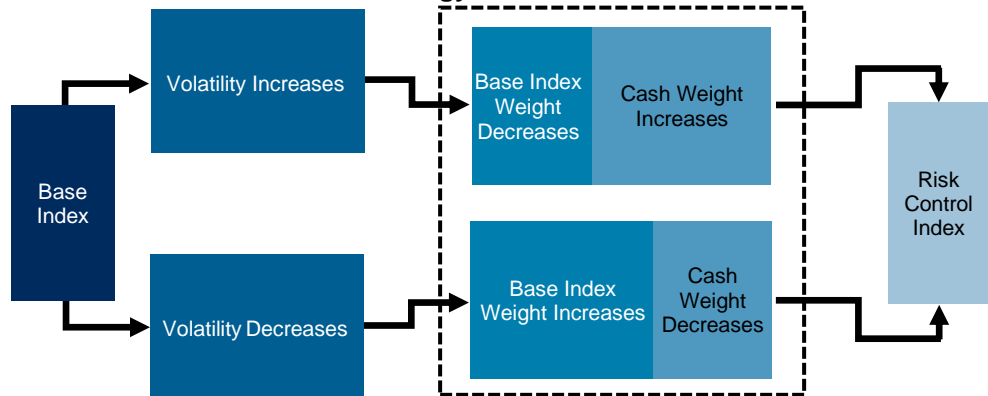 gy
Volatility Increases
Base Index
Weight
Decreases
Cash Weight
Increases
Base
Index
Risk
Control
Index
Volatility Decreases
Base Index
Weight Increases
Cash
Weight
Decreases